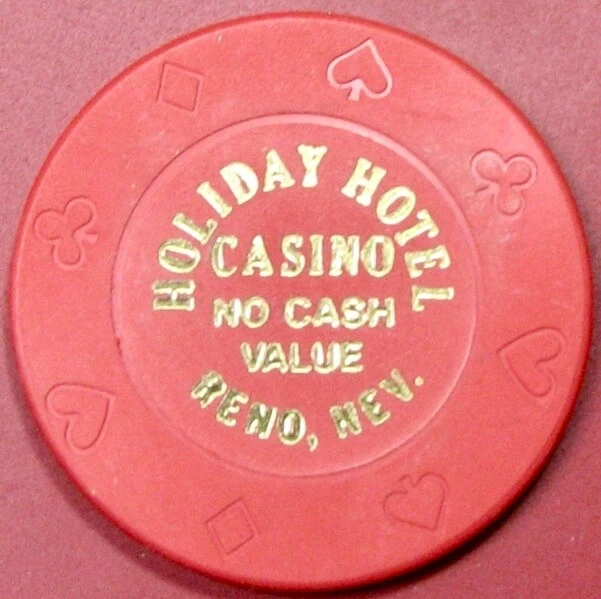 HOLIDAY HOTEL
CASINO
NO CASH
VALUE
RENO, NEV.